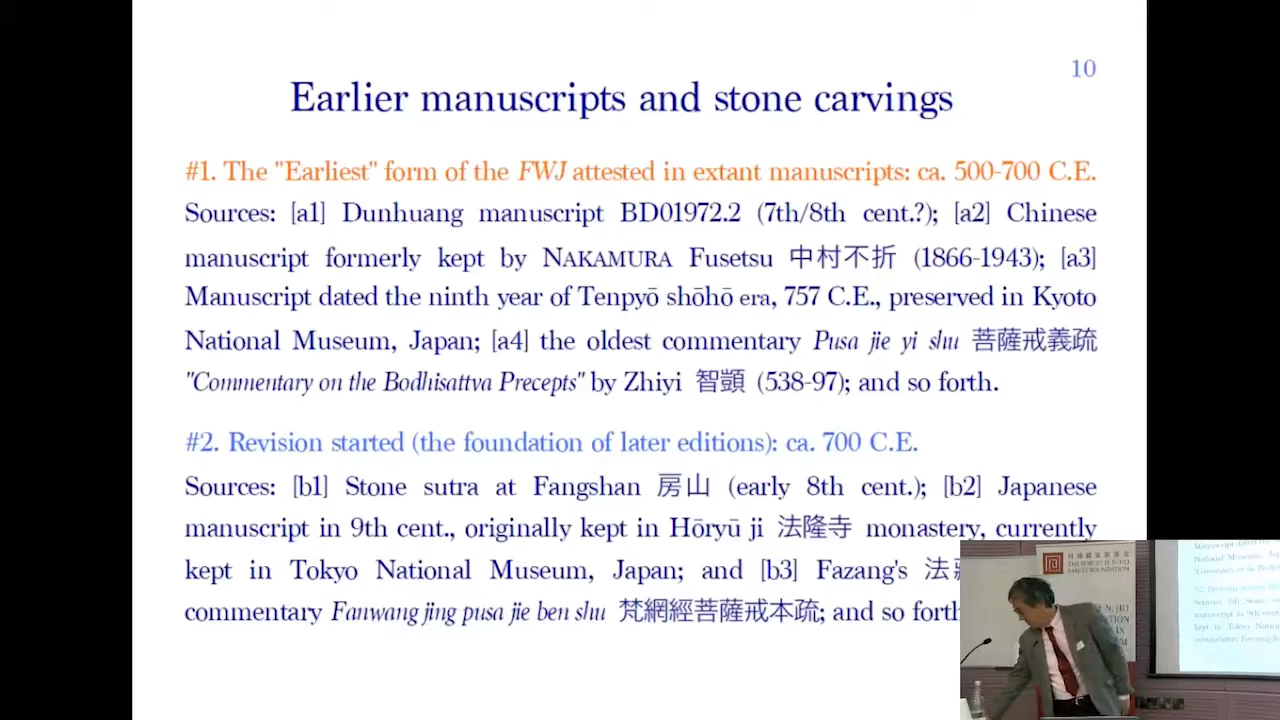 10
Earlier manuscripts and stone carvings
#1. The "Earliest" form of the FWJ attested in extant manuscripts: ca. 500-700 C.E.
Sources: [a1] Dunhuang manuscript BD01972.2 (7th/8th cent.?); [a2] Chinese
manuscript formerly kept by NAKAMURA Fusetsu 中村不折 (1866-1943); [a3]
Manuscript dated the ninth year of Tenpyō shōhō era, 757 C.E., preserved in Kyoto
National Museum, Japan; [a4] the oldest commentary Pusa jie yi shu 菩薩戒義疏
"Commentary on the Bodhisattva Precepts" by Zhiyi 智顗 (538-97); and so forth.
#2. Revision started (the foundation of later editions): ca. 700 C.E.
Sources: [b1] Stone sutra at Fangshan 房山 (early 8th cent.); [b2] Japanese
manuscript in 9th cent., originally kept in Hōryū ji 法隆寺 monastery, currently
kept in Tokyo National Museum, Japan; and [b3] Fazang's 法
commentary Fanwang jing pusa jie ben shu 梵網經菩薩戒本疏; and so forth
THE ROBERT H. N. HO
FAMILY FOUNDATION